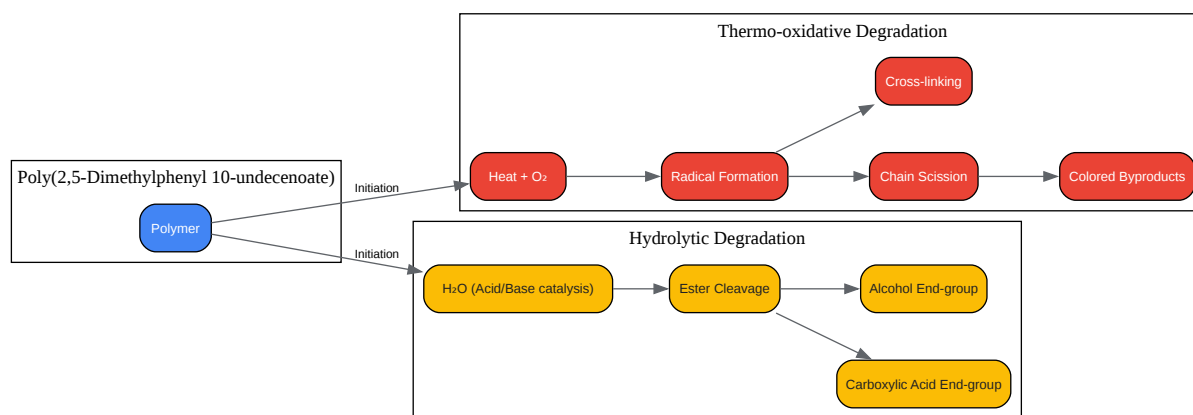 Thermo-oxidative Degradation
Cross-linking
Poly(2,5-Dimethylphenyl 10-undecenoate)
Polymer
Initiation
Heat + O₂
Radical Formation
Chain Scission
Colored Byproducts
Initiation
Hydrolytic Degradation
H₂O (Acid/Base catalysis)
Ester Cleavage
Alcohol End-group
Carboxylic Acid End-group